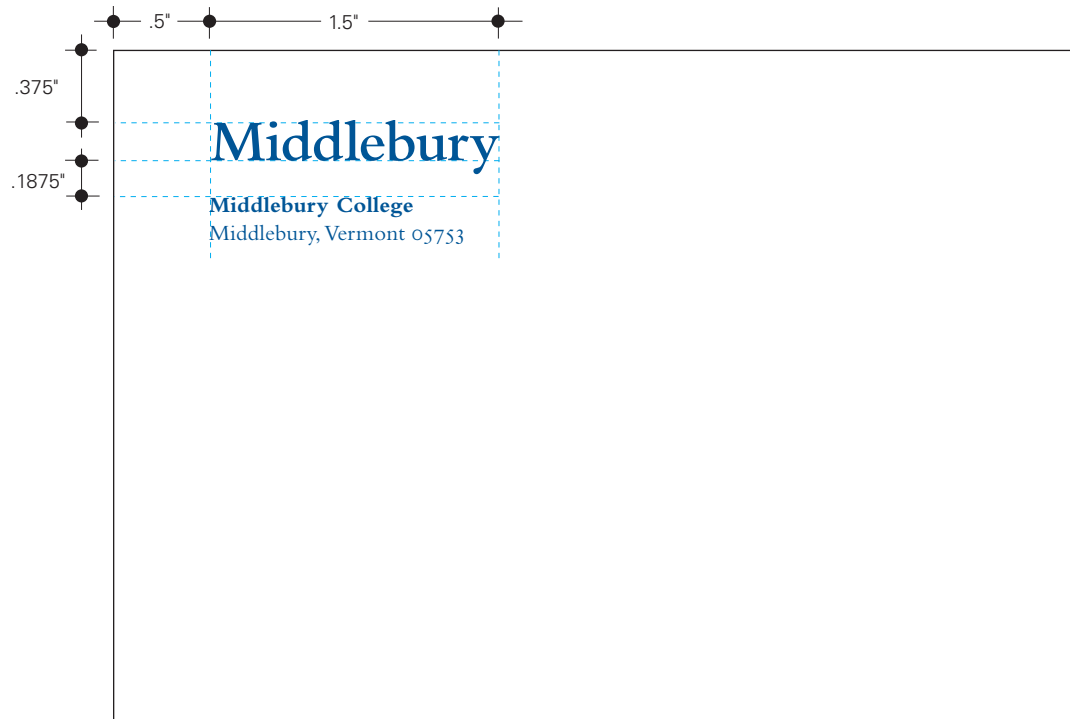 .5" 1.5"
.375"
Middlebury
.1875"
Middlebury College
Middlebury, Vermont 05753